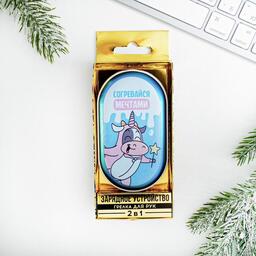 СОГРЕВАЙСЯ
МЕЧТАМИ
ЗАРЯДНОЕ УСТРОЙСТВО
ГРЕЛКА ДЛЯ РУК
2 в 1